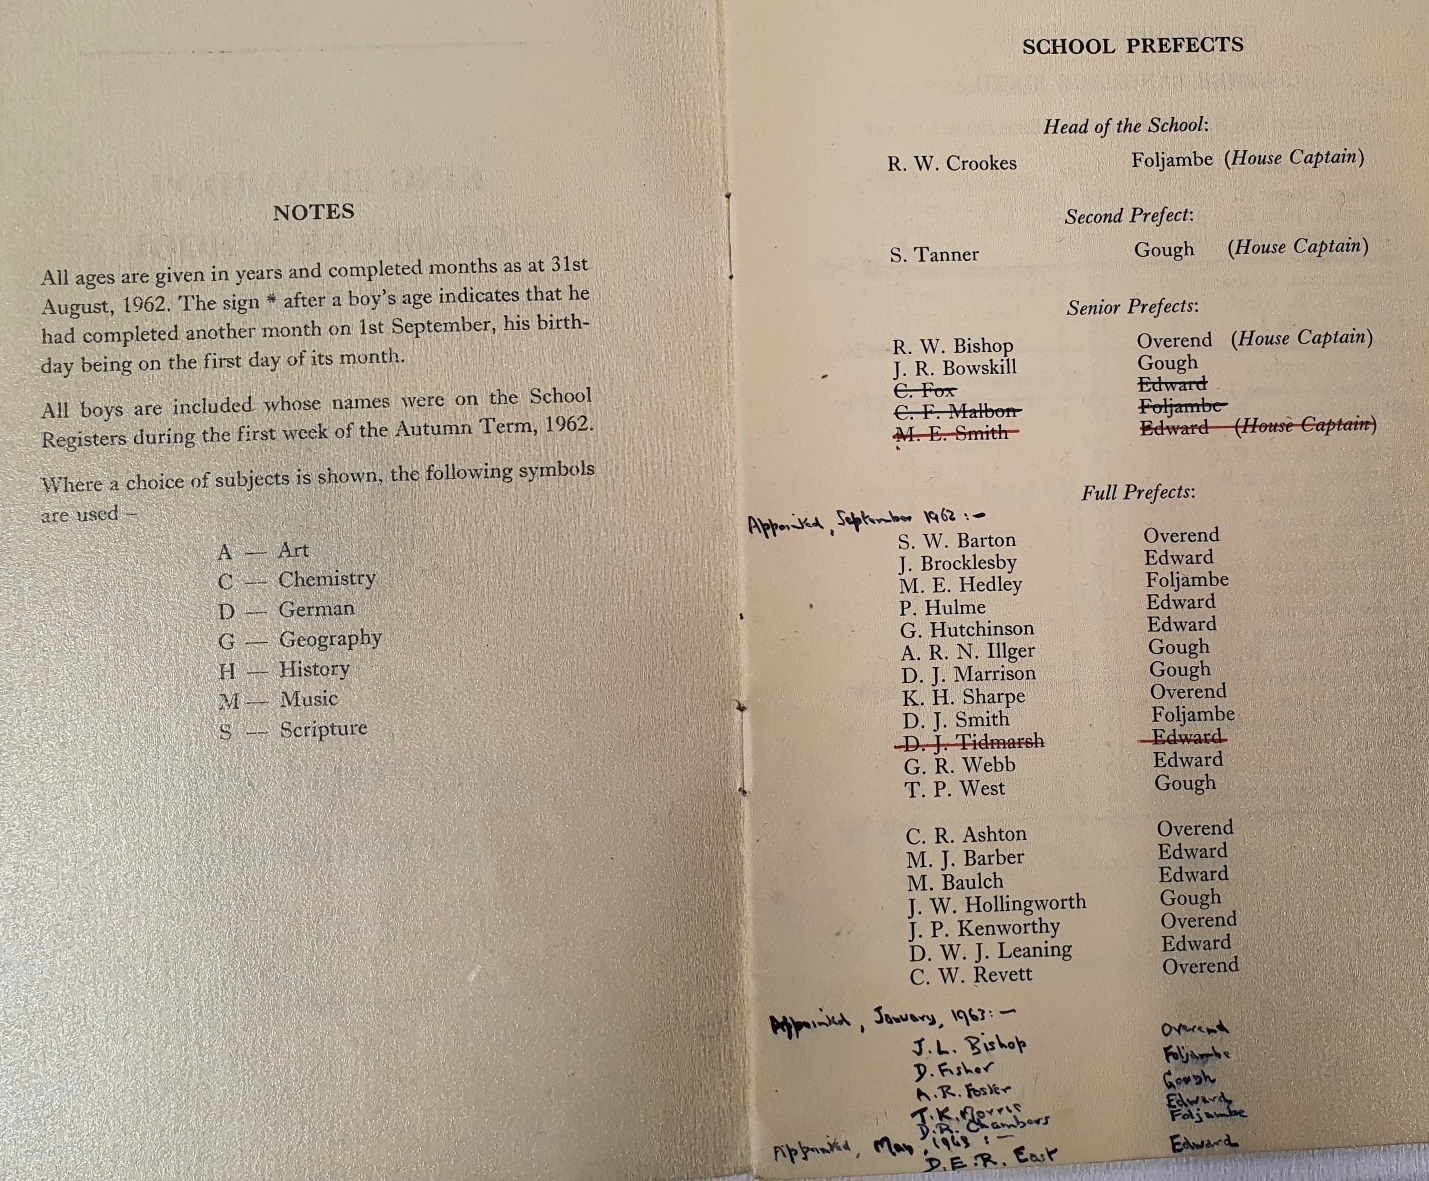 NOTES
All ages are given in years and completed months as at 31st
August, 1962. The sign * after a boy's age indicates that he
had completed another month on 1st September, his birth-
day being on the first day of its month.
All boys are included whose names were on the School
Registers during the first week of the Autumn Term, 1962.
Where a choice of subjects is shown, the following symbols
are used –
A — Art
C — Chemistry
D — German
G — Geography
H — History
M — Music
S — Scripture
SCHOOL PREFECTS
Head of the School:
R. W. Crookes Foljambe (House Captain)
Second Prefect:
S. Tanner Gough (House Captain)
Senior Prefects:
R. W. Bishop Overend (House Captain)
J. R. Bowskill Gough
C. Fox Edward
C. F. Malbon Foljambe
M. E. Smith Edward (House Captain)
Full Prefects:
Appointed, September 1962:-
S. W. Barton Overend
J. Brocklesby Edward
M. E. Hedley Foljambe
P. Hulme Edward
G. Hutchinson Edward
A. R. N. Illger Gough
D. J. Marrison Gough
K. H. Sharpe Overend
D. J. Smith Foljambe
D. J. Tidmarsh Edward
G. R. Webb Edward
T. P. West Gough
C. R. Ashton Overend
M. J. Barber Edward
M. Baulch Edward
J. W. Hollingworth Gough
J. P. Kenworthy Overend
D. W. J. Leaning Edward
C. W. Revett Overend
Appointed, January, 1963:-
J.L. Bishop Overend
D. Fisher Foljambe
A.R. Foster Gough
J.K. Morris Edward
D.R. Chambers Foljambe
Appointed, May, 1963:-
D.E.R. East Edward